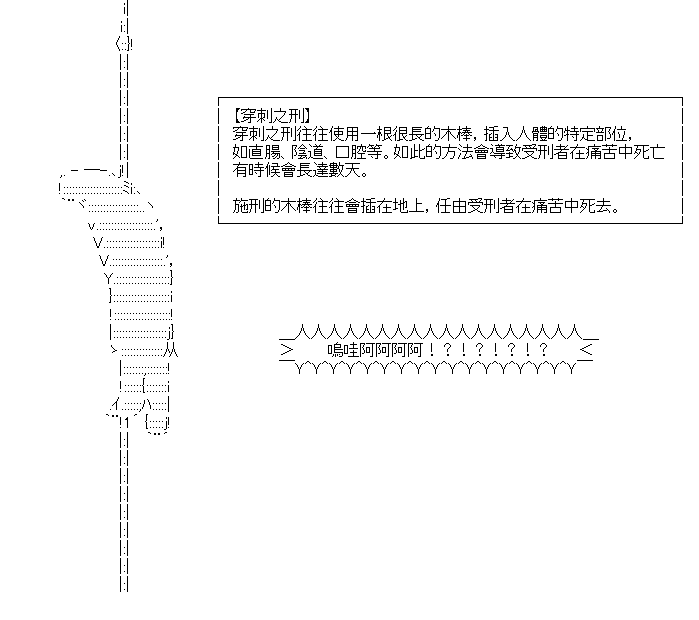 【穿刺之刑】
穿刺之刑往往使用一根很長的木棒，插入人體的特定部位，
如直腸、陰道、口腔等。如此的方法會導致受刑者在痛苦中死亡
有時候會長達數天。
施刑的木棒往往會插在地上，任由受刑者在痛苦中死去。
嗚哇阿阿阿阿！？！？！？！？